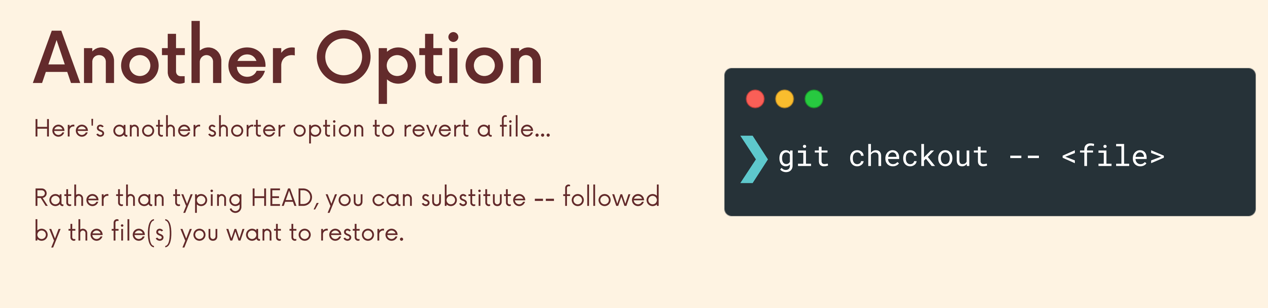 Another Option
Here's another shorter option to revert a file...
Rather than typing HEAD, you can substitute -- followed
by the file(s) you want to restore.
❯ git checkout -- <file>